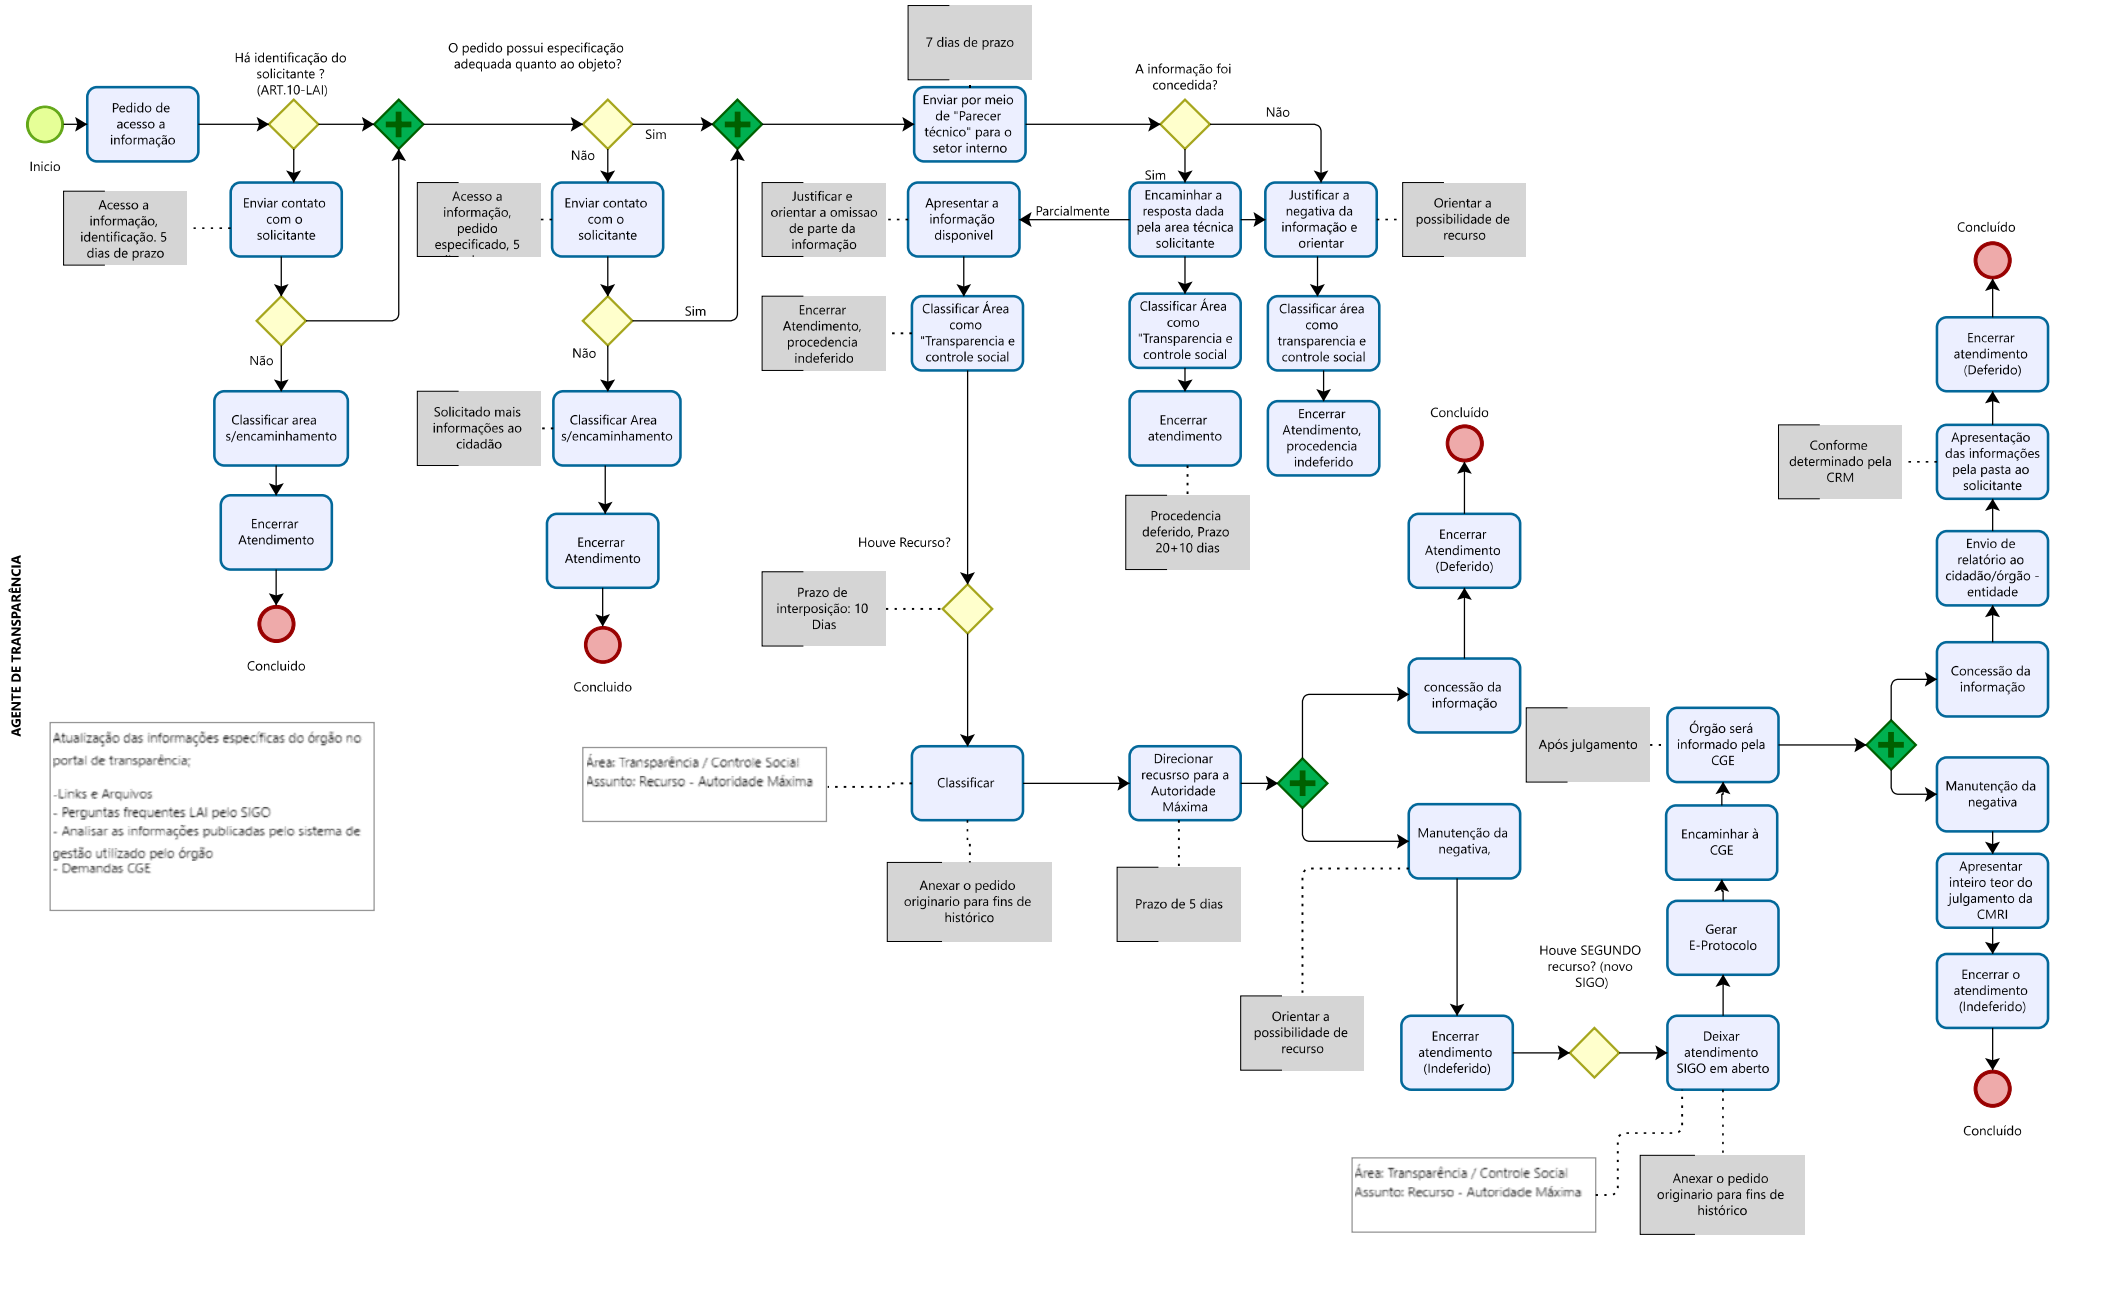 7 dias de prazo
Há identificação do
solicitante ?
(ART.10-LAI)
O pedido possui especificação
adequada quanto ao objeto?
A informação foi
concedida?
Inicio
Pedido de
acesso a
informação
Sim
Não
Enviar por meio
de "Parecer
técnico" para o
setor interno
Não
Sim
Acesso a
informação,
identificação. 5
dias de prazo
Enviar contato
com o
solicitante
Acesso a
informação,
pedido
especificado, 5
Enviar contato
com o
solicitante
Justificar e
orientar a omissao
de parte da
informação
Apresentar a
informação
disponivel
Parcialmente
Encaminhar a
resposta dada
pela area técnica
solicitante
Justificar a
negativa da
informação e
orientar
Orientar a
possibilidade de
recurso
Não
Sim
Não
Encerrar
Atendimento,
procedencia
indeferido
Classificar Área
como
"Transparencia e
controle social
Classificar Área
como
"Transparencia e
controle social
Classificar área
como
transparencia e
controle social
Classificar area
s/encaminhamento
Solicitado mais
informações ao
cidadão
Classificar Area
s/encaminhamento
Encerrar
atendimento
Encerrar
Atendimento,
procedencia
indeferido
Encerrar
Atendimento
Encerrar
Atendimento
Procedencia
deferido, Prazo
20+10 dias
Concluido
Concluido
Houve Recurso?
Prazo de
interposição: 10
Dias
Concluído
Encerrar
Atendimento
(Deferido)
concessão da
informação
AGENTE DE TRANSPARÊNCIA
Atualização das informações específicas do órgão no
portal de transparência;
-Links e Arquivos
- Perguntas frequentes LAI pelo SIGO
- Analisar as informações publicadas pelo sistema de
gestão utilizado pelo órgão
- Demandas CGE
Área: Transparência / Controle Social
Assunto: Recurso - Autoridade Máxima
Classificar
Direcionar
recusrso para a
Autoridade
Máxima
Manutenção da
negativa,
Anexar o pedido
originario para fins de
histórico
Prazo de 5 dias
Orientar a
possibilidade de
recurso
Encerrar
atendimento
(Indeferido)
Houve SEGUNDO
recurso? (novo
SIGO)
Deixar
atendimento
SIGO em aberto
Gerar
E-Protocolo
Encaminhar à
CGE
Órgão será
informado pela
CGE
Após julgamento
Área: Transparência / Controle Social
Assunto: Recurso - Autoridade Máxima
Anexar o pedido
originario para fins de
histórico
Concluído
Encerrar
atendimento
(Deferido)
Conforme
determinado pela
CRM
Apresentação
das informações
pela pasta ao
solicitante
Envio de
relatório ao
cidadão/órgão -
entidade
Concessão da
informação
Manutenção da
negativa
Apresentar
inteiro teor do
julgamento da
CMRI
Encerrar o
atendimento
(Indeferido)
Concluído